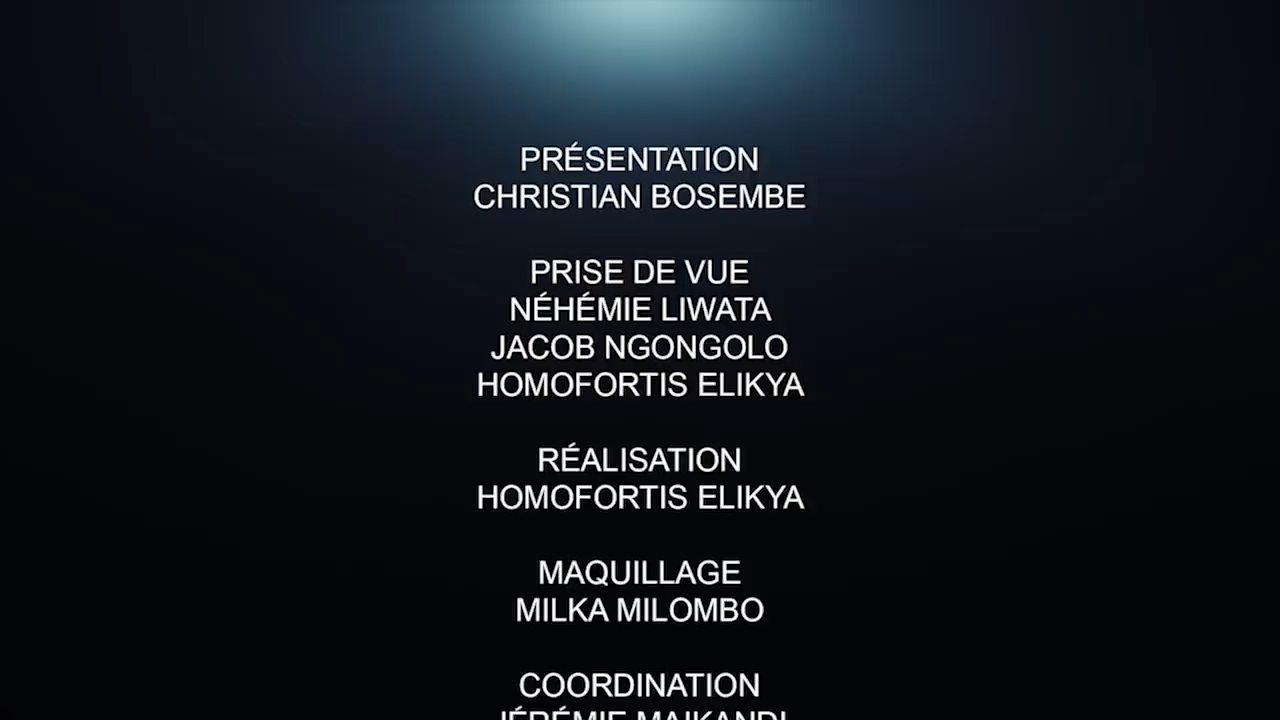 PRÉSENTATION
CHRISTIAN BOSEMBE
PRISE DE VUE
NÉHÉMIE LIWATA
JACOB NGONGOLO
HOMOFORTIS ELIKYA
RÉALISATION
HOMOFORTIS ELIKYA
MAQUILLAGE
MILKA MILOMBO
COORDINATION
JÉRÉMIE